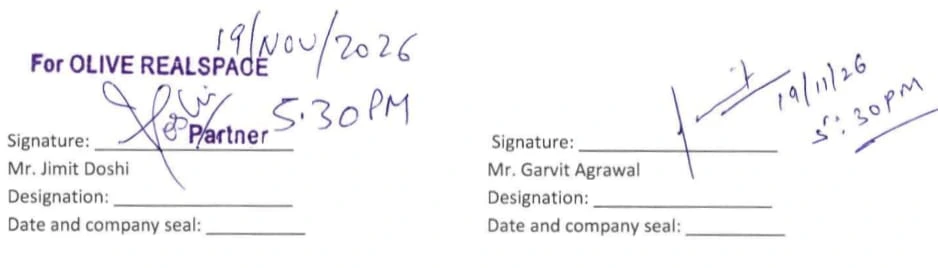 19/NOV/2026
For OLIVE REALSPACE
5.30PM
Partner
Signature:
Mr. Jimit Doshi
Designation:
Date and company seal:
19/11/26
5:30PM
Signature:
Mr. Garvit Agrawal
Designation:
Date and company seal: